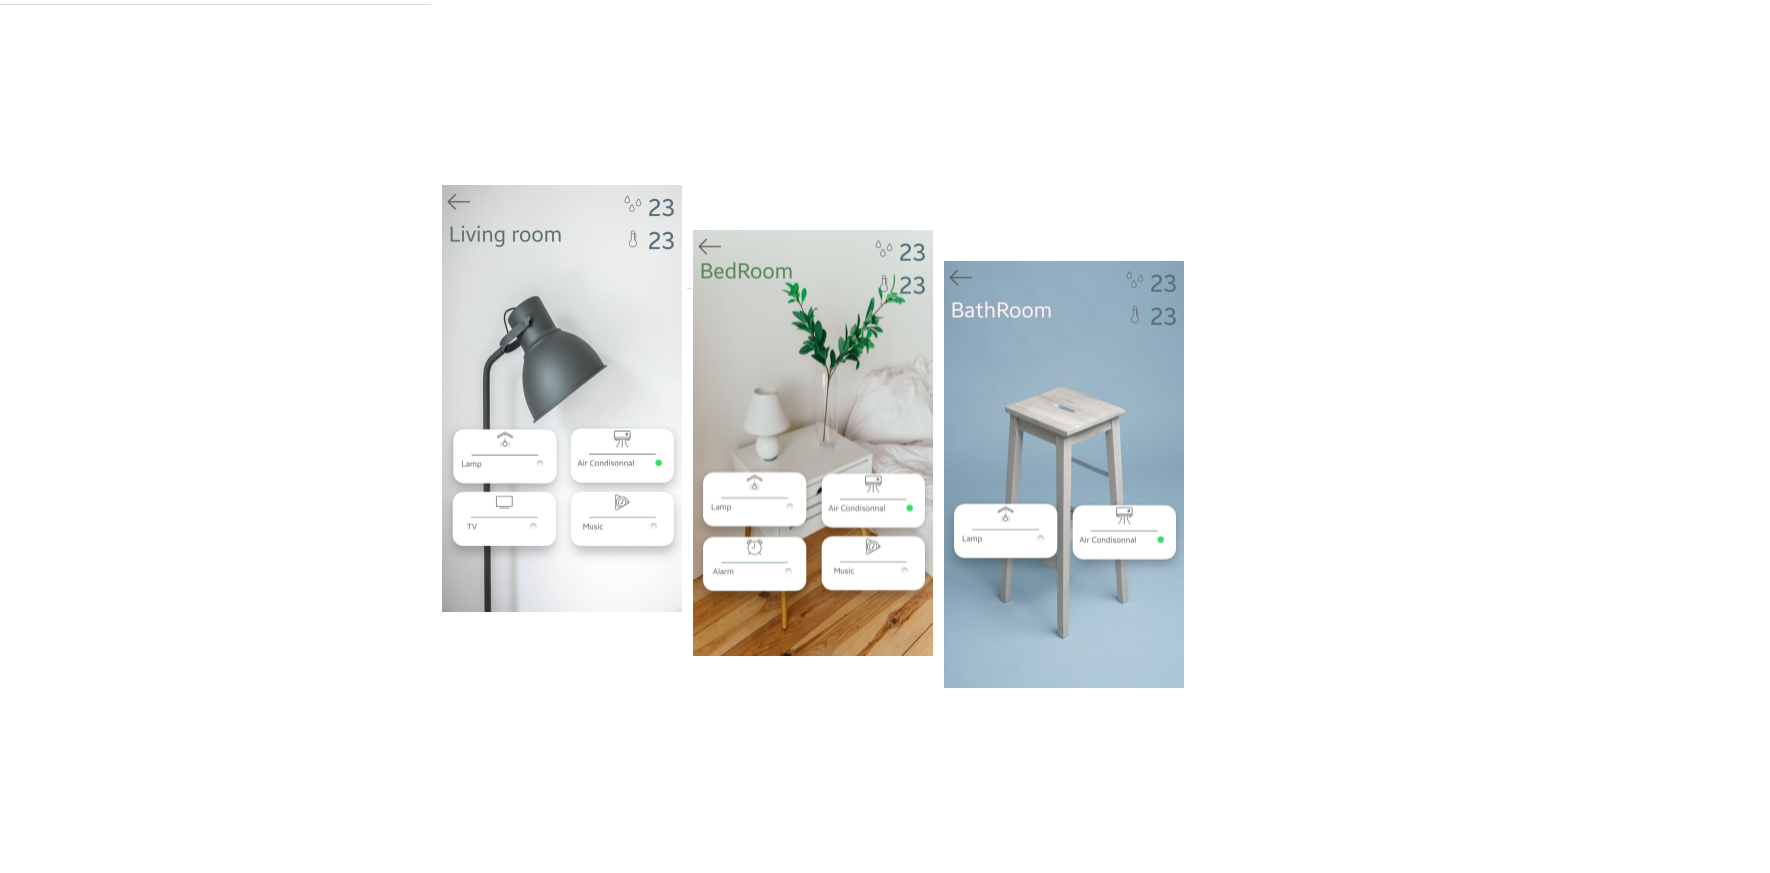 23
Living room
23
Lamp
Air Condisonnal
TV
Music
23
BedRoom
23
Lamp
Air Condisonnal
Alarm
Music
23
BathRoom
23
Lamp
Air Condisonnal